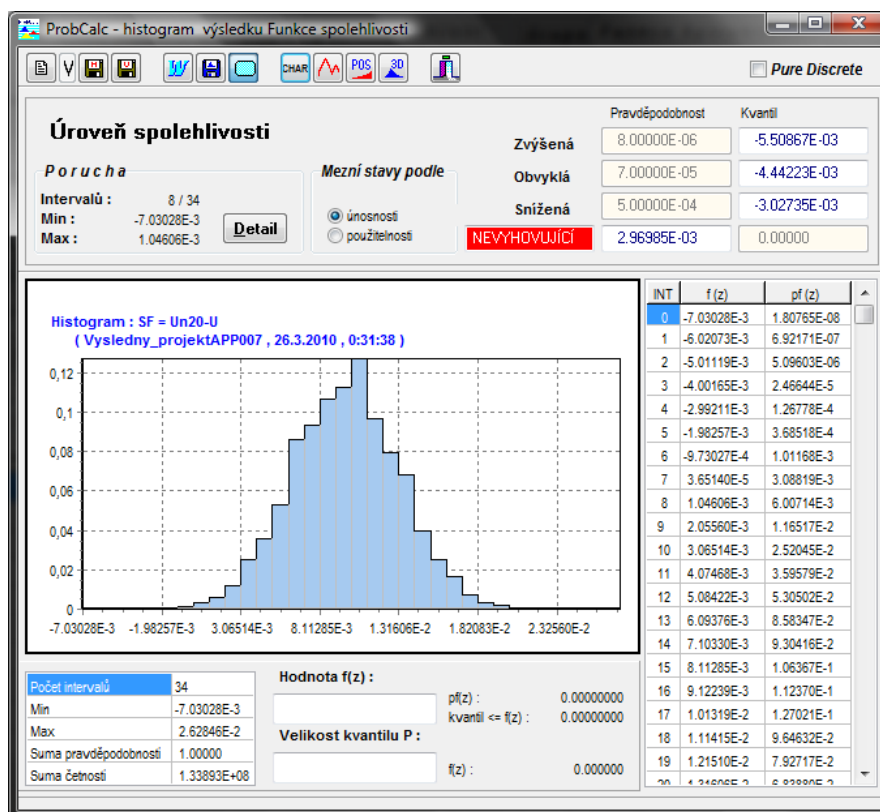 ProbCalc - histogram výsledku Funkce spolehlivosti
V H U W CHAR POS 3D Pure Discrete
Úroveň spolehlivosti
Pravděpodobnost Kvantil
Zvýšená 8.00000E-06 -5.50867E-03
Obvyklá 7.00000E-05 -4.44223E-03
Snížená 5.00000E-04 -3.02735E-03
NEVYHOVUJÍCÍ 2.96985E-03 0.00000
Porucha
Intervalů : 8 / 34
Min : -7.03028E-3
Max : 1.04606E-3
Detail
Mezní stavy podle
únosnosti
použitelnosti
Histogram : SF = Un20-U
( Vysledny_projektAPP007 , 26.3.2010 , 0:31:38 )
0,12
0,1
0,08
0,06
0,04
0,02
0
-7.03028E-3 -1.98257E-3 3.06514E-3 8.11285E-3 1.31606E-2 1.82083E-2 2.32560E-2
INT f (z) pf (z)
0 -7.03028E-3 1.80765E-08
1 -6.02073E-3 6.92171E-07
2 -5.01119E-3 5.09603E-06
3 -4.00165E-3 2.46644E-5
4 -2.99211E-3 1.26778E-4
5 -1.98257E-3 3.68518E-4
6 -9.73027E-4 1.01168E-3
7 3.65140E-5 3.08819E-3
8 1.04606E-3 6.00714E-3
9 2.05560E-3 1.16517E-2
10 3.06514E-3 2.52045E-2
11 4.07468E-3 3.59579E-2
12 5.08422E-3 5.30502E-2
13 6.09376E-3 8.58347E-2
14 7.10330E-3 9.30416E-2
15 8.11285E-3 1.06367E-1
16 9.12239E-3 1.12370E-1
17 1.01319E-2 1.27021E-1
18 1.11415E-2 9.64632E-2
19 1.21510E-2 7.92717E-2
20 1.31606E-2 6.83880E-2
Počet intervalů 34
Min -7.03028E-3
Max 2.62846E-2
Suma pravděpodobnosti 1.00000
Suma četnosti 1.33893E+08
Hodnota f(z) :
pf(z) : 0.00000000
kvantil <= f(z) : 0.00000000
Velikost kvantilu P :
f(z) : 0.000000